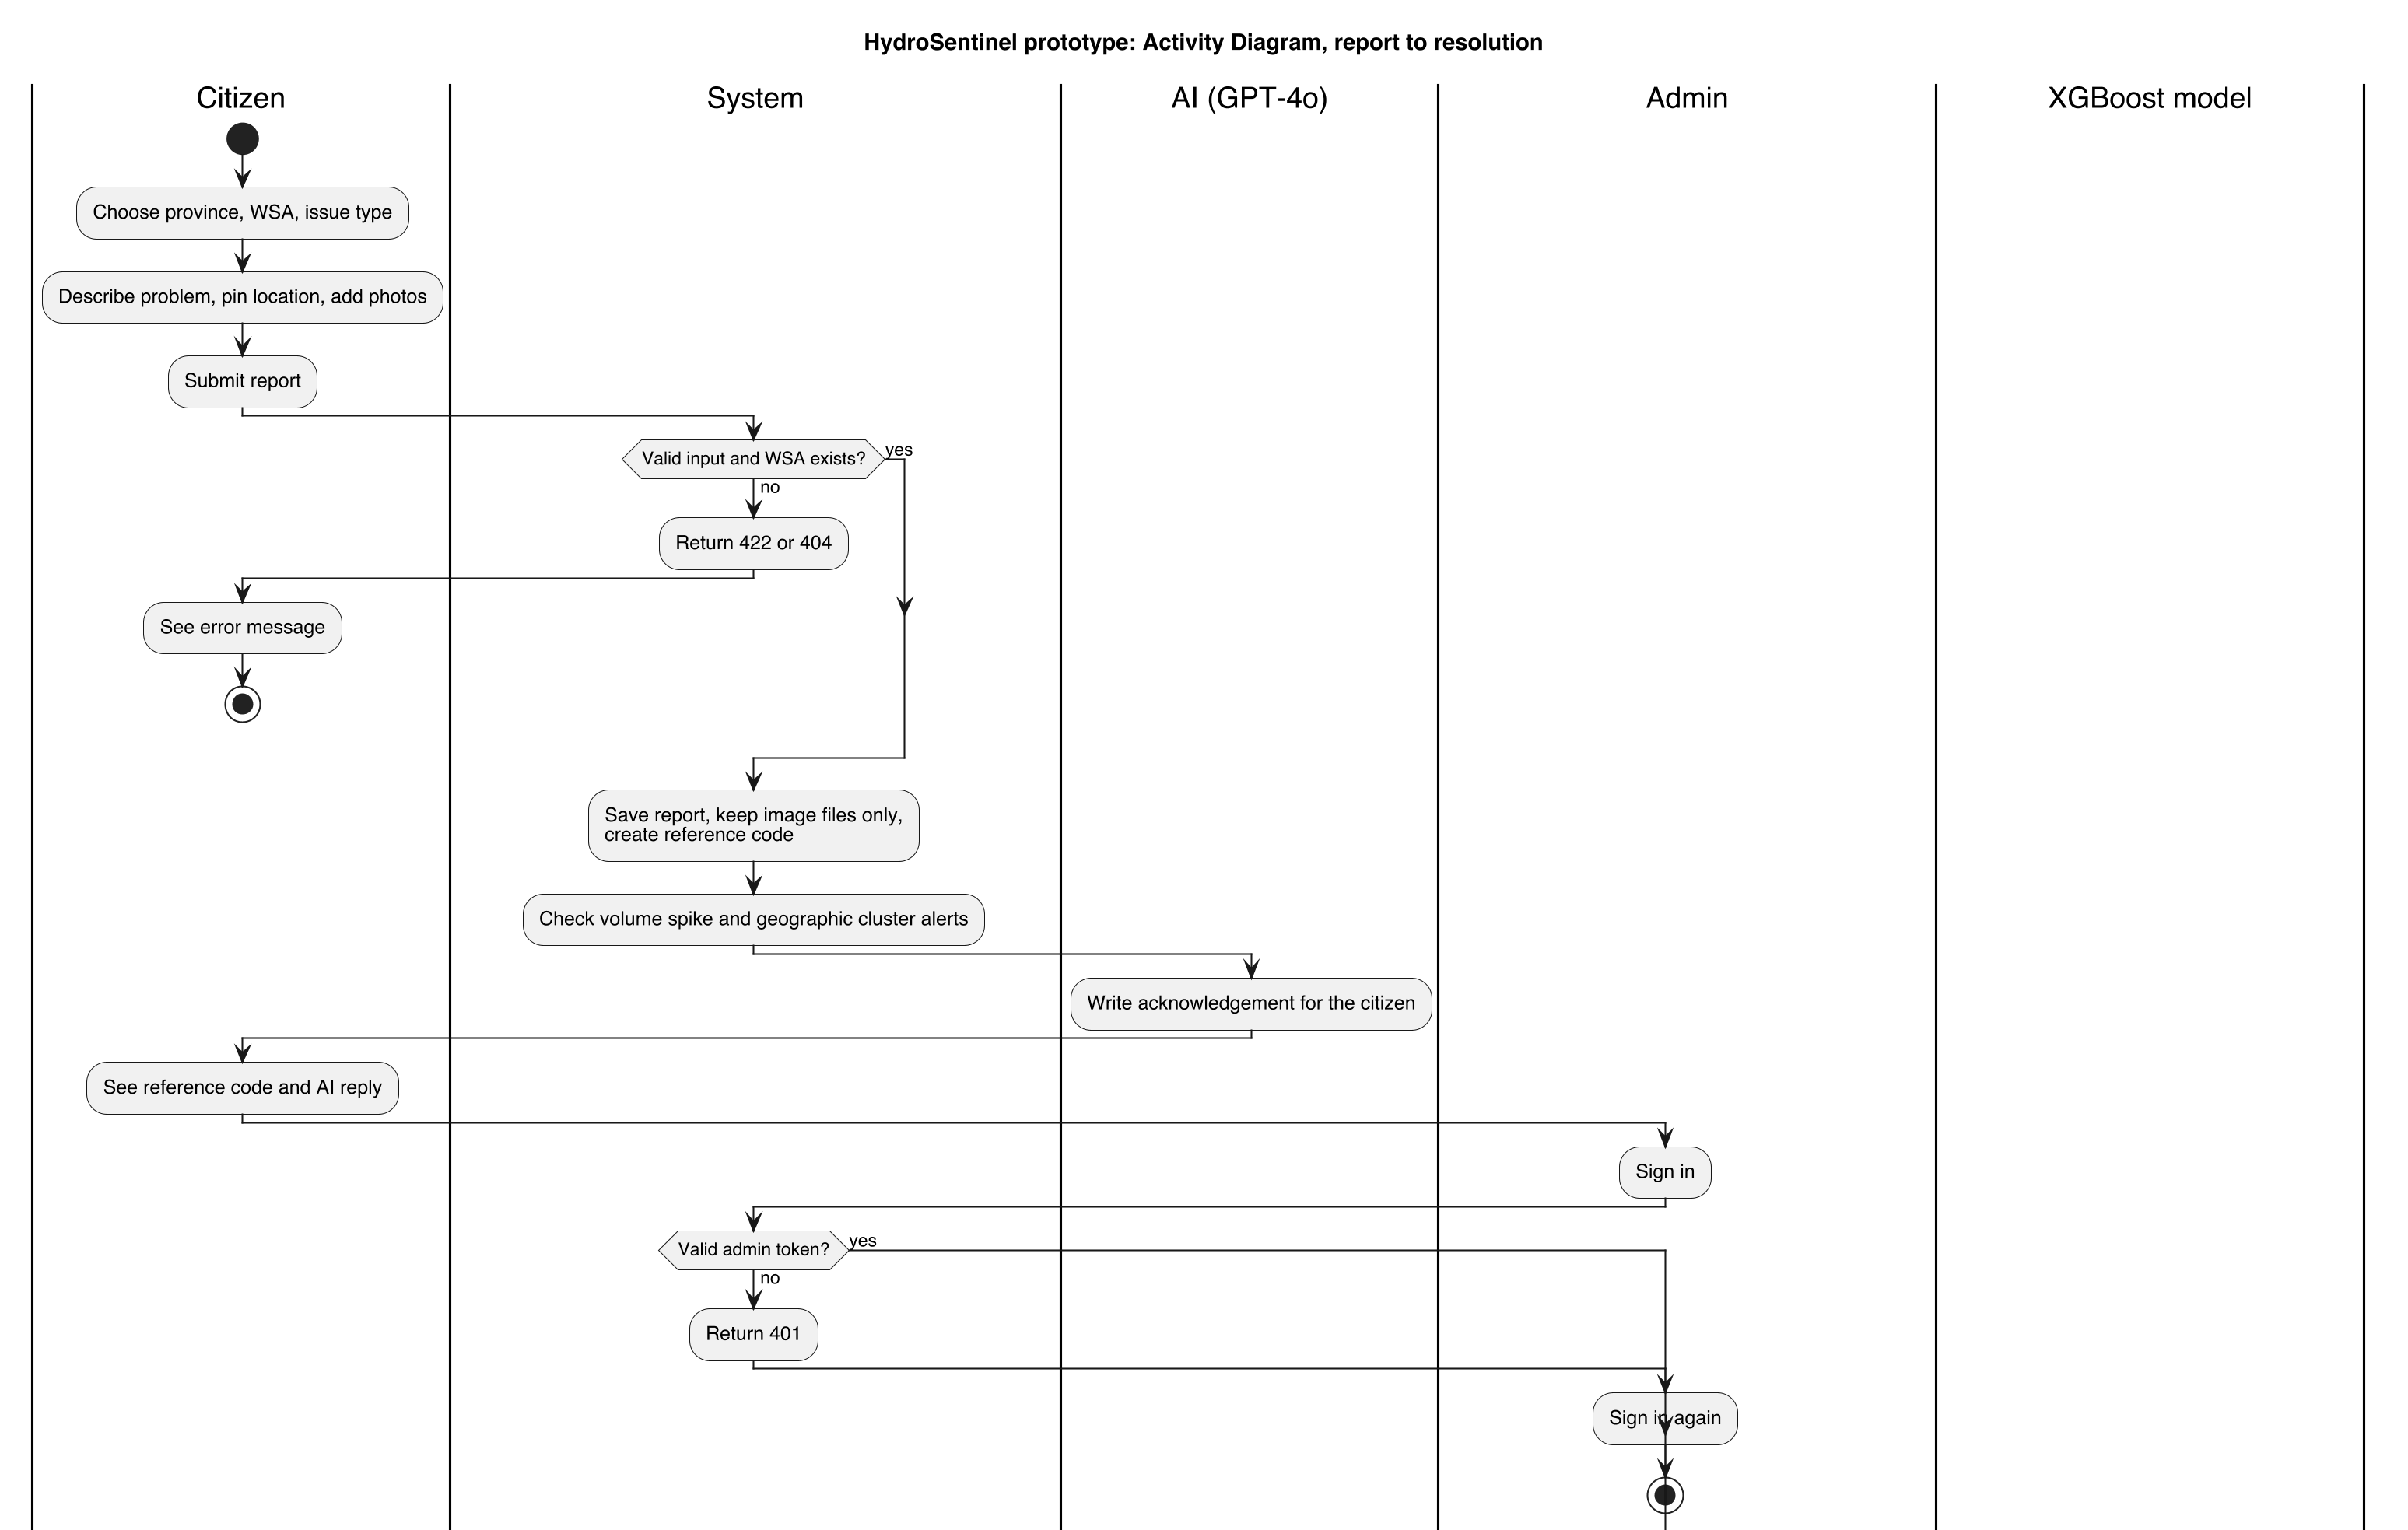 HydroSentinel prototype: Activity Diagram, report to resolution
Citizen
System
AI (GPT-4o)
Admin
XGBoost model
Choose province, WSA, issue type
Describe problem, pin location, add photos
Submit report
Valid input and WSA exists?
yes
no
Return 422 or 404
See error message
Save report, keep image files only,
create reference code
Check volume spike and geographic cluster alerts
Write acknowledgement for the citizen
See reference code and AI reply
Sign in
Valid admin token?
yes
no
Return 401
Sign in again